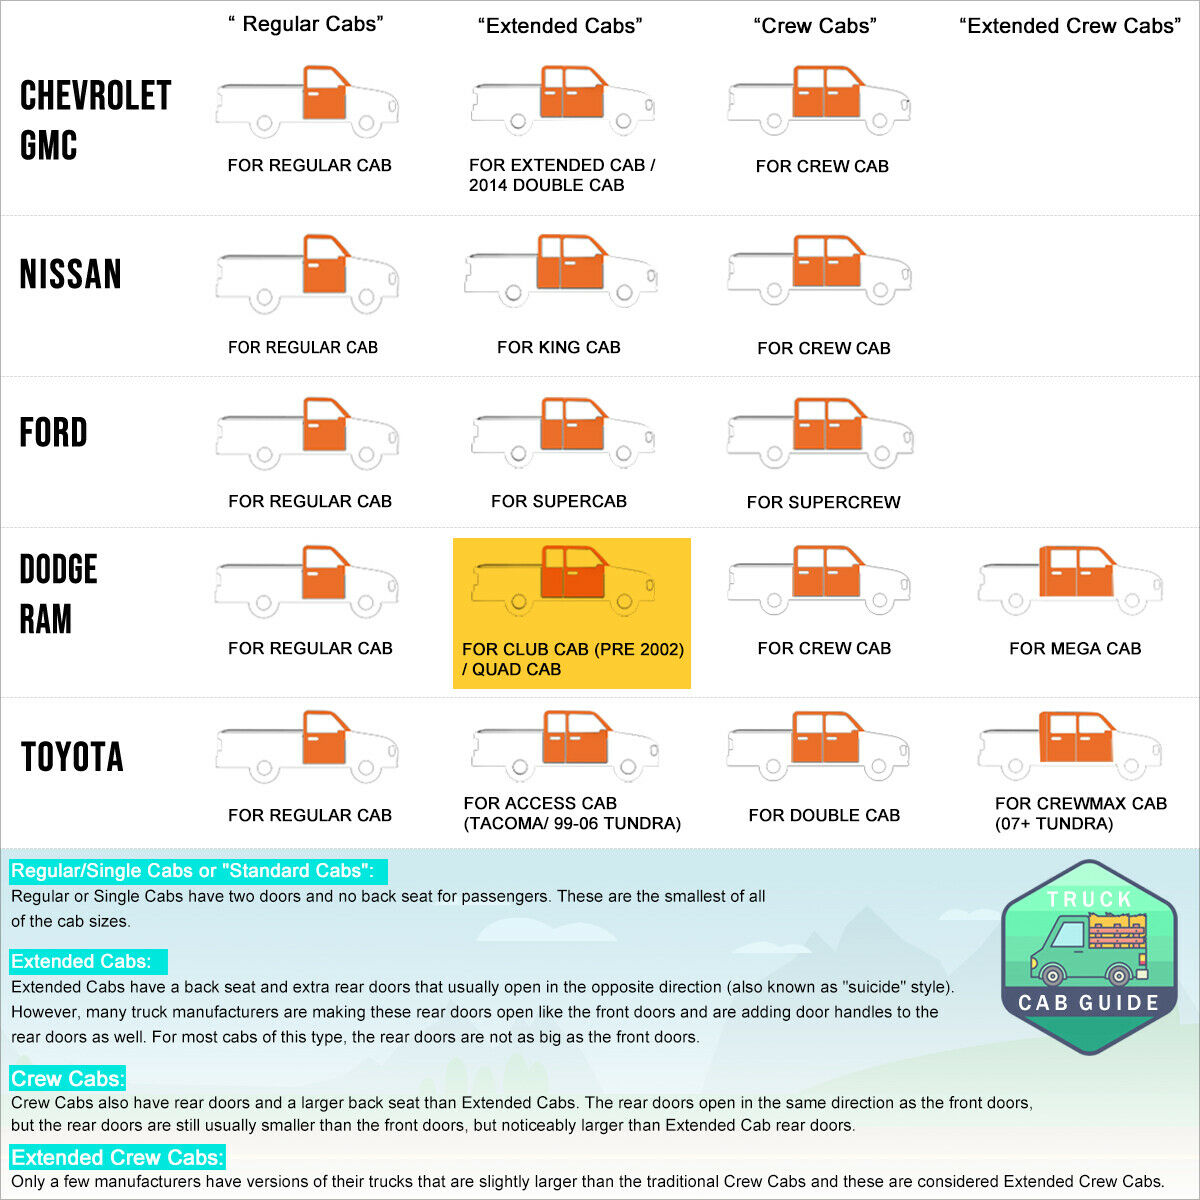 “ Regular Cabs”
“Extended Cabs”
“Crew Cabs”
“Extended Crew Cabs”
CHEVROLET
GMC
FOR REGULAR CAB
FOR EXTENDED CAB /
2014 DOUBLE CAB
FOR CREW CAB
NISSAN
FOR REGULAR CAB
FOR KING CAB
FOR CREW CAB
FORD
FOR REGULAR CAB
FOR SUPERCAB
FOR SUPERCREW
DODGE
RAM
FOR REGULAR CAB
FOR CLUB CAB (PRE 2002)
/ QUAD CAB
FOR CREW CAB
FOR MEGA CAB
TOYOTA
FOR REGULAR CAB
FOR ACCESS CAB
(TACOMA/ 99-06 TUNDRA)
FOR DOUBLE CAB
FOR CREWMAX CAB
(07+ TUNDRA)
Regular/Single Cabs or "Standard Cabs":
Regular or Single Cabs have two doors and no back seat for passengers. These are the smallest of all
of the cab sizes.
Extended Cabs:
Extended Cabs have a back seat and extra rear doors that usually open in the opposite direction (also known as "suicide" style).
However, many truck manufacturers are making these rear doors open like the front doors and are adding door handles to the
rear doors as well. For most cabs of this type, the rear doors are not as big as the front doors.
Crew Cabs:
Crew Cabs also have rear doors and a larger back seat than Extended Cabs. The rear doors open in the same direction as the front doors,
but the rear doors are still usually smaller than the front doors, but noticeably larger than Extended Cab rear doors.
Extended Crew Cabs:
Only a few manufacturers have versions of their trucks that are slightly larger than the traditional Crew Cabs and these are considered Extended Crew Cabs.
TRUCK
CAB GUIDE